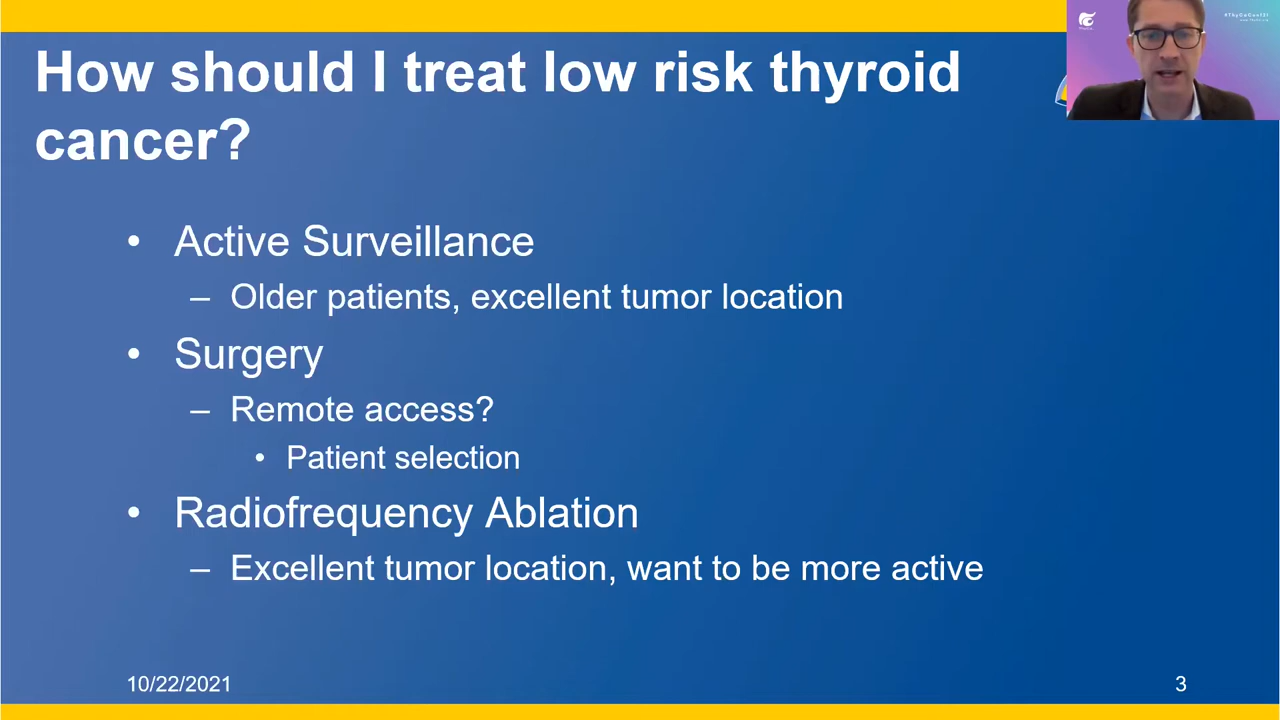 How should I treat low risk thyroid
cancer?
• Active Surveillance
– Older patients, excellent tumor location
• Surgery
– Remote access?
• Patient selection
• Radiofrequency Ablation
– Excellent tumor location, want to be more active
10/22/2021
3